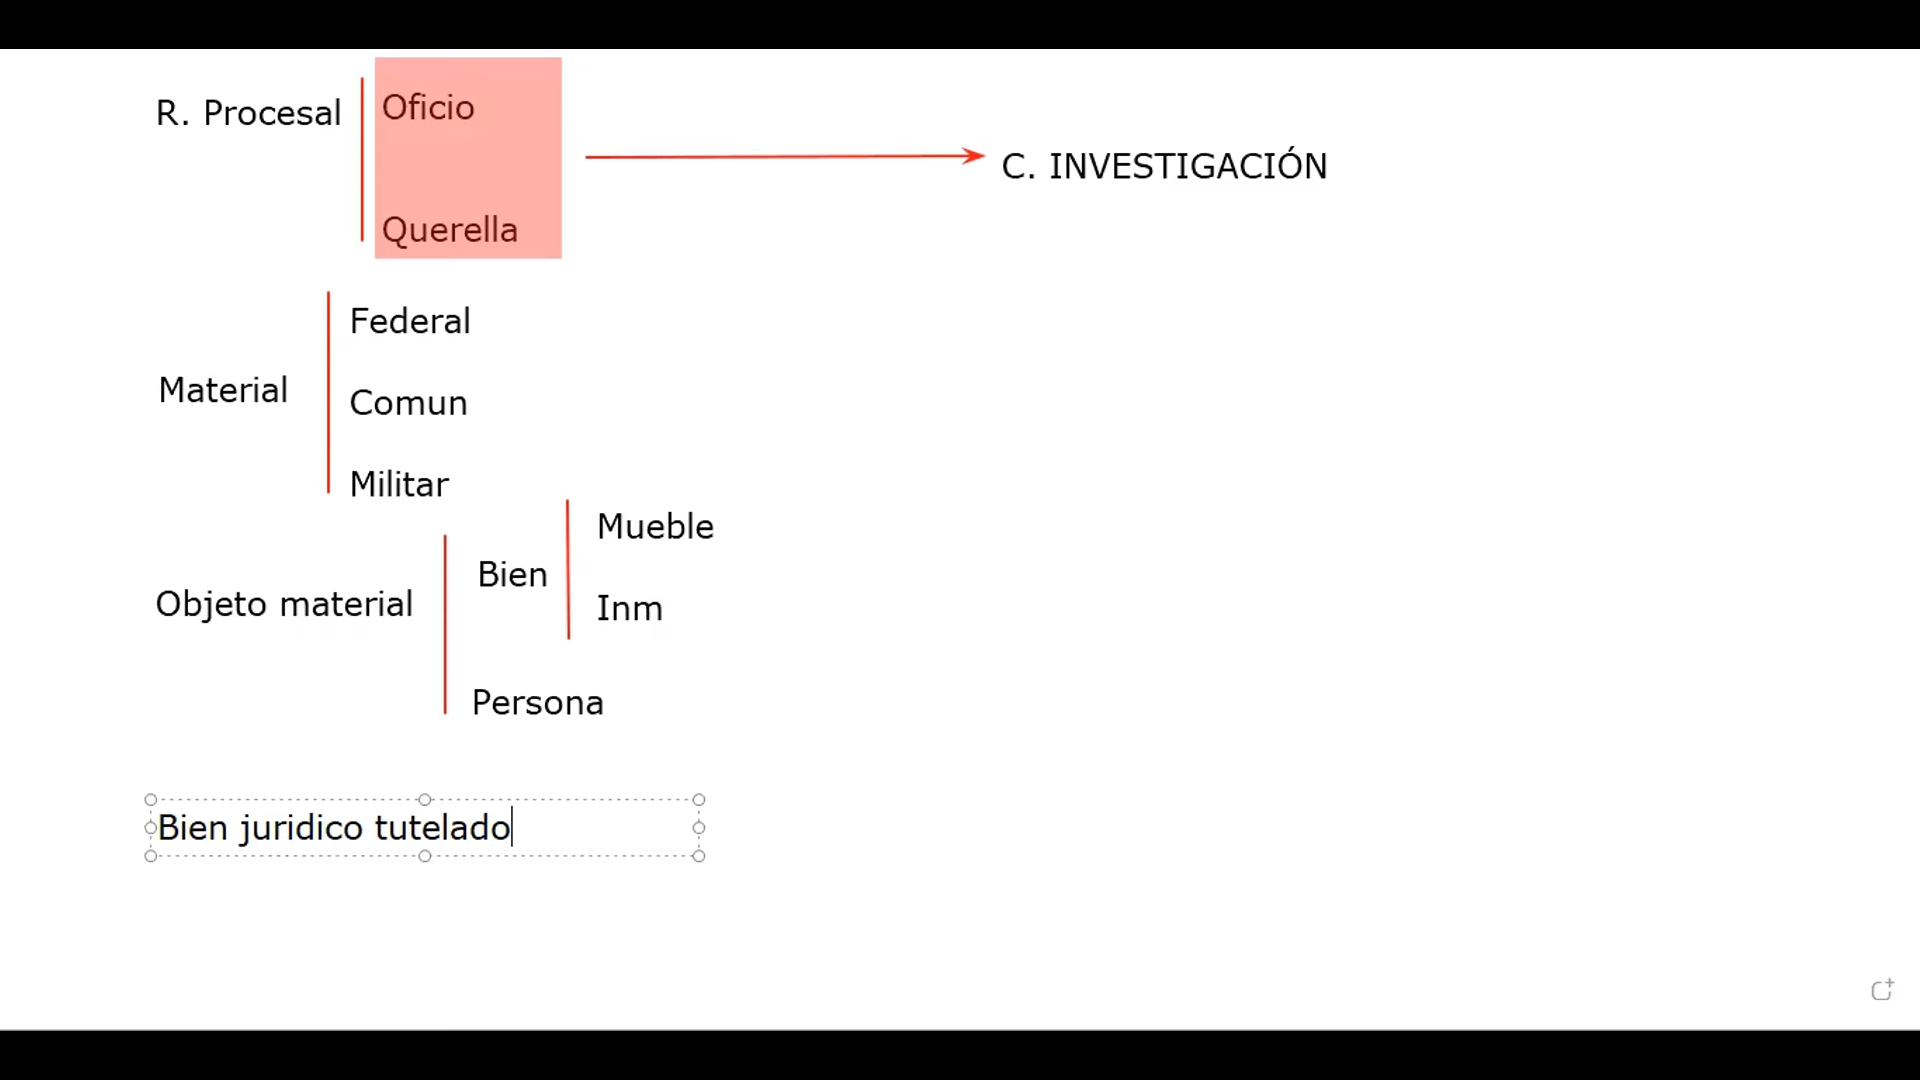 R. Procesal
Oficio
Querella
C. INVESTIGACIÓN
Material
Federal
Comun
Militar
Objeto material
Bien
Mueble
Inm
Persona
Bien juridico tutelado